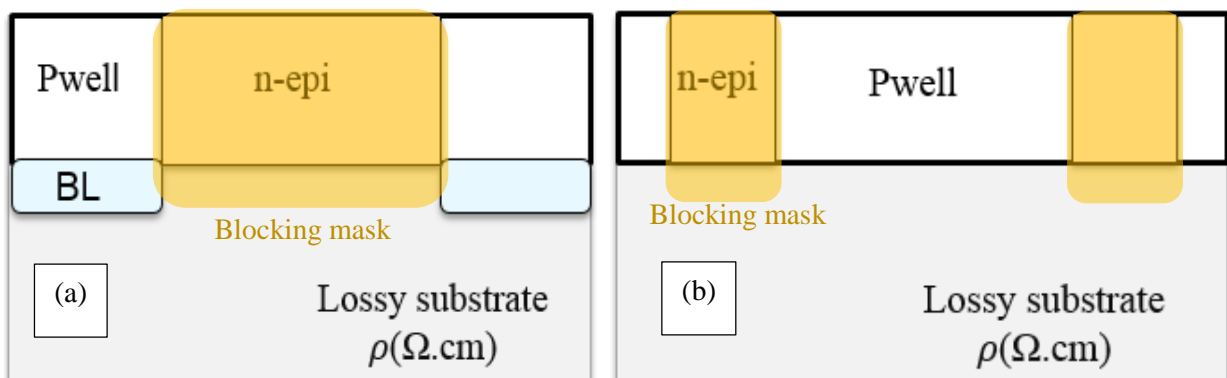 Pwell
n-epi
BL
Blocking mask
(a)
Lossy substrate
ρ(Ω.cm)
n-epi
Pwell
Blocking mask
(b)
Lossy substrate
ρ(Ω.cm)